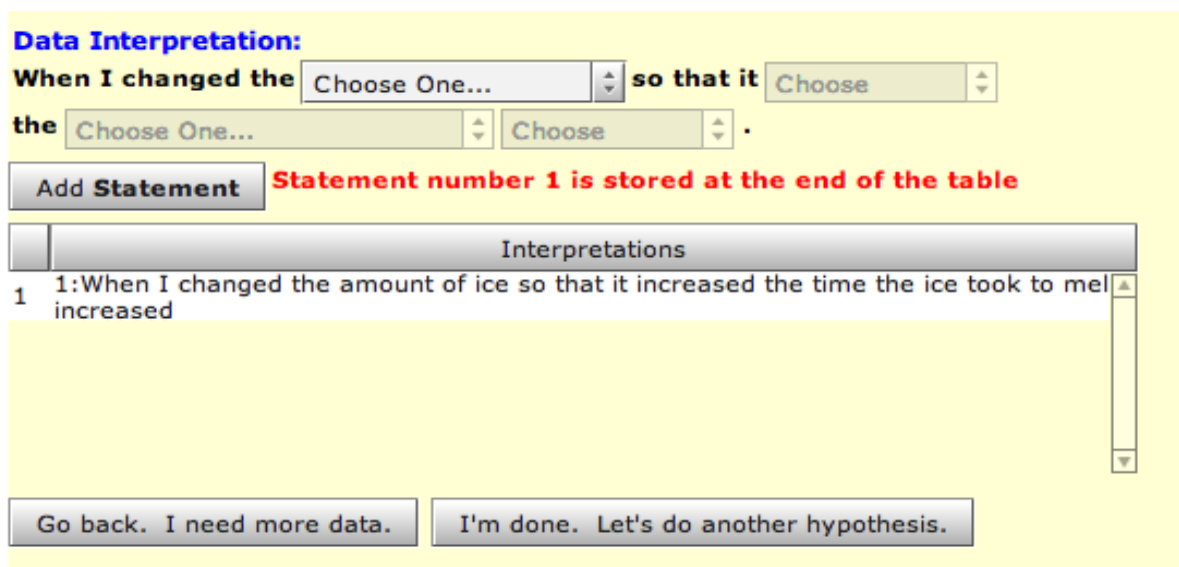 Data Interpretation:
When I changed the Choose One... so that it Choose
the Choose One... Choose .
Add Statement Statement number 1 is stored at the end of the table
Interpretations
1 1:When I changed the amount of ice so that it increased the time the ice took to mel
increased
Go back. I need more data. I'm done. Let's do another hypothesis.